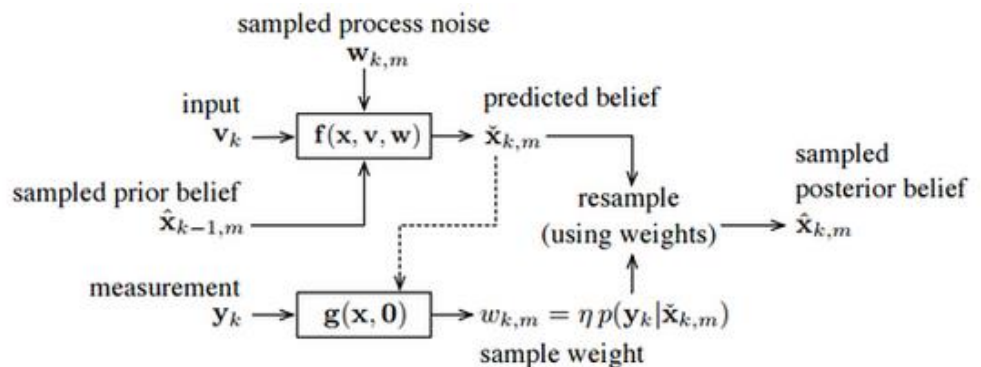 sampled process noise
w_{k,m}
input
v_k
f(x, v, w)
predicted belief
x̌_{k,m}
sampled prior belief
x̂_{k−1,m}
resample
(using weights)
sampled
posterior belief
x̂_{k,m}
measurement
y_k
g(x, 0)
w_{k,m} = η p(y_k|x̌_{k,m})
sample weight